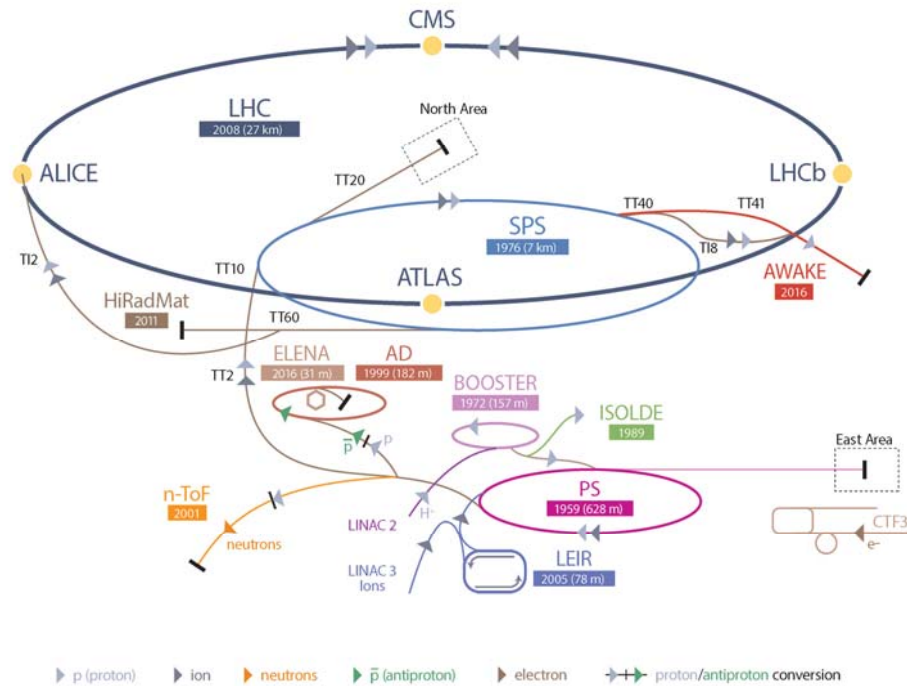 CMS
LHC
2008 (27 km)
North Area
ALICE
TT20
LHCb
TT40
TT41
SPS
1976 (7 km)
TI8
TI2
TT10
ATLAS
AWAKE
2016
HiRadMat
2011
TT60
ELENA
2016 (31 m)
AD
1999 (182 m)
TT2
BOOSTER
1972 (157 m)
ISOLDE
1989
p̅
p
East Area
n-ToF
2001
PS
1959 (628 m)
LINAC 2
H⁻
neutrons
CTF3
e-
LINAC 3
Ions
LEIR
2005 (78 m)
p (proton) ion neutrons p̅ (antiproton) electron proton/antiproton conversion